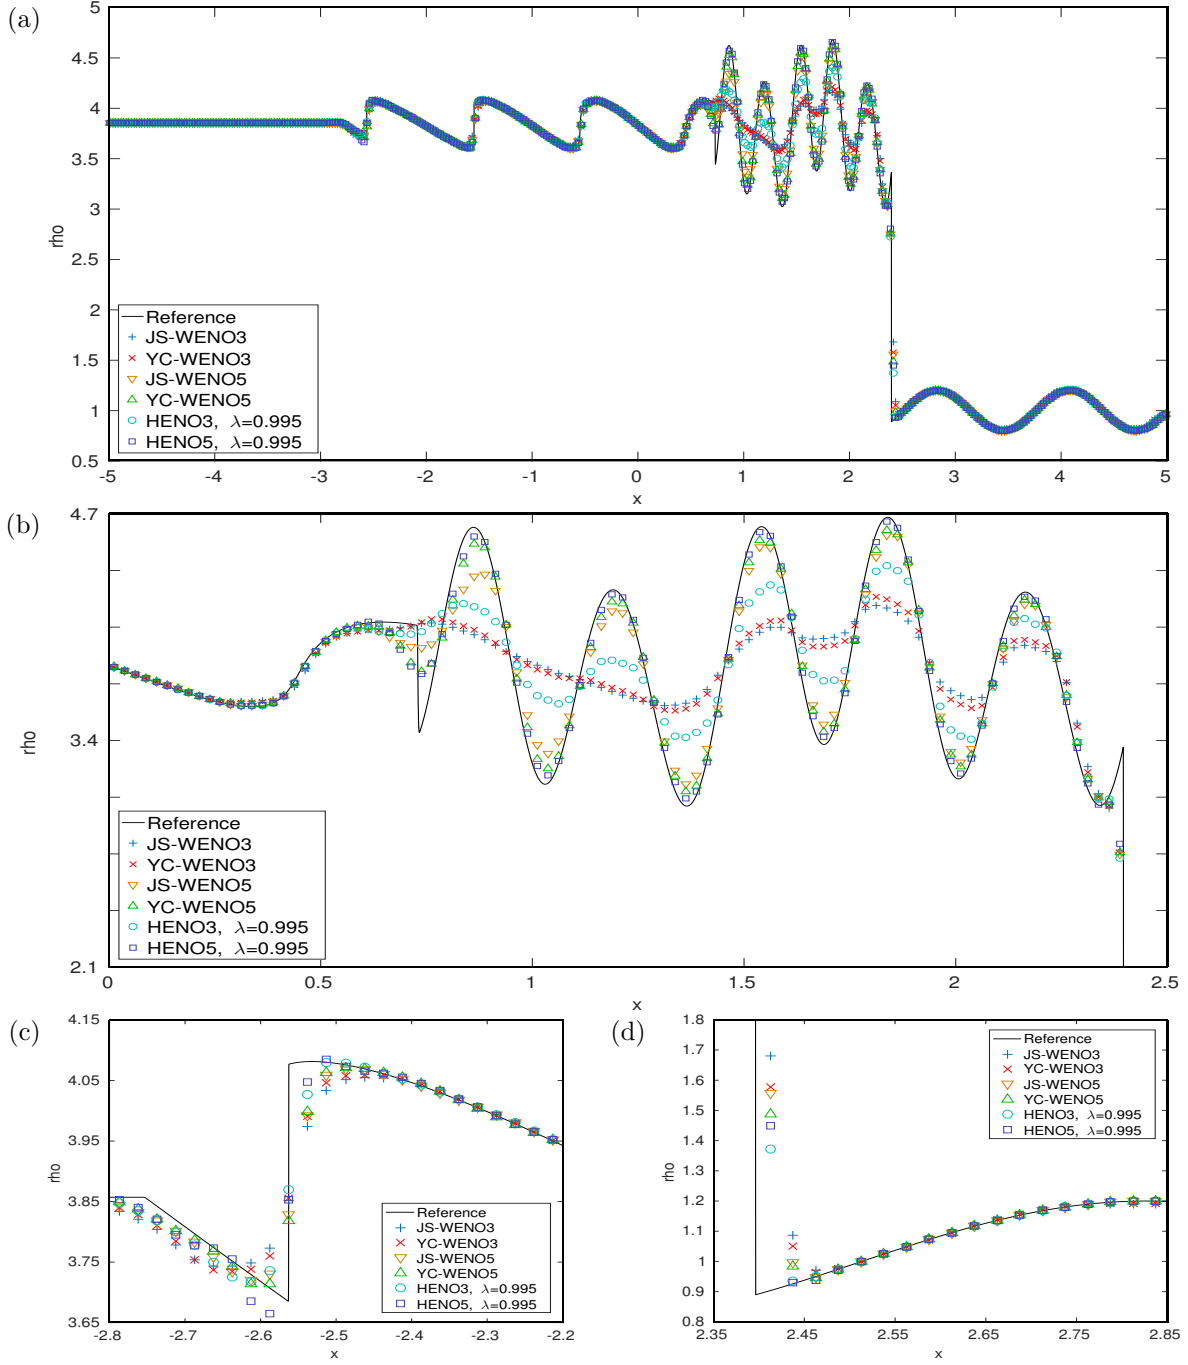 (a)
5
4.5
4
3.5
3
2.5
2
1.5
1
0.5
rho
Reference
JS-WENO3
YC-WENO3
JS-WENO5
YC-WENO5
HENO3, λ=0.995
HENO5, λ=0.995
-5 -4 -3 -2 -1 0 1 2 3 4 5
x
(b)
4.7
3.4
2.1
rho
Reference
JS-WENO3
YC-WENO3
JS-WENO5
YC-WENO5
HENO3, λ=0.995
HENO5, λ=0.995
0 0.5 1 1.5 2 2.5
x
(c)
4.15
4.05
3.95
3.85
3.75
3.65
rho
Reference
JS-WENO3
YC-WENO3
JS-WENO5
YC-WENO5
HENO3, λ=0.995
HENO5, λ=0.995
-2.8 -2.7 -2.6 -2.5 -2.4 -2.3 -2.2
x
(d)
1.8
1.7
1.6
1.5
1.4
1.3
1.2
1.1
1
0.9
0.8
rho
Reference
JS-WENO3
YC-WENO3
JS-WENO5
YC-WENO5
HENO3, λ=0.995
HENO5, λ=0.995
2.35 2.45 2.55 2.65 2.75 2.85
x